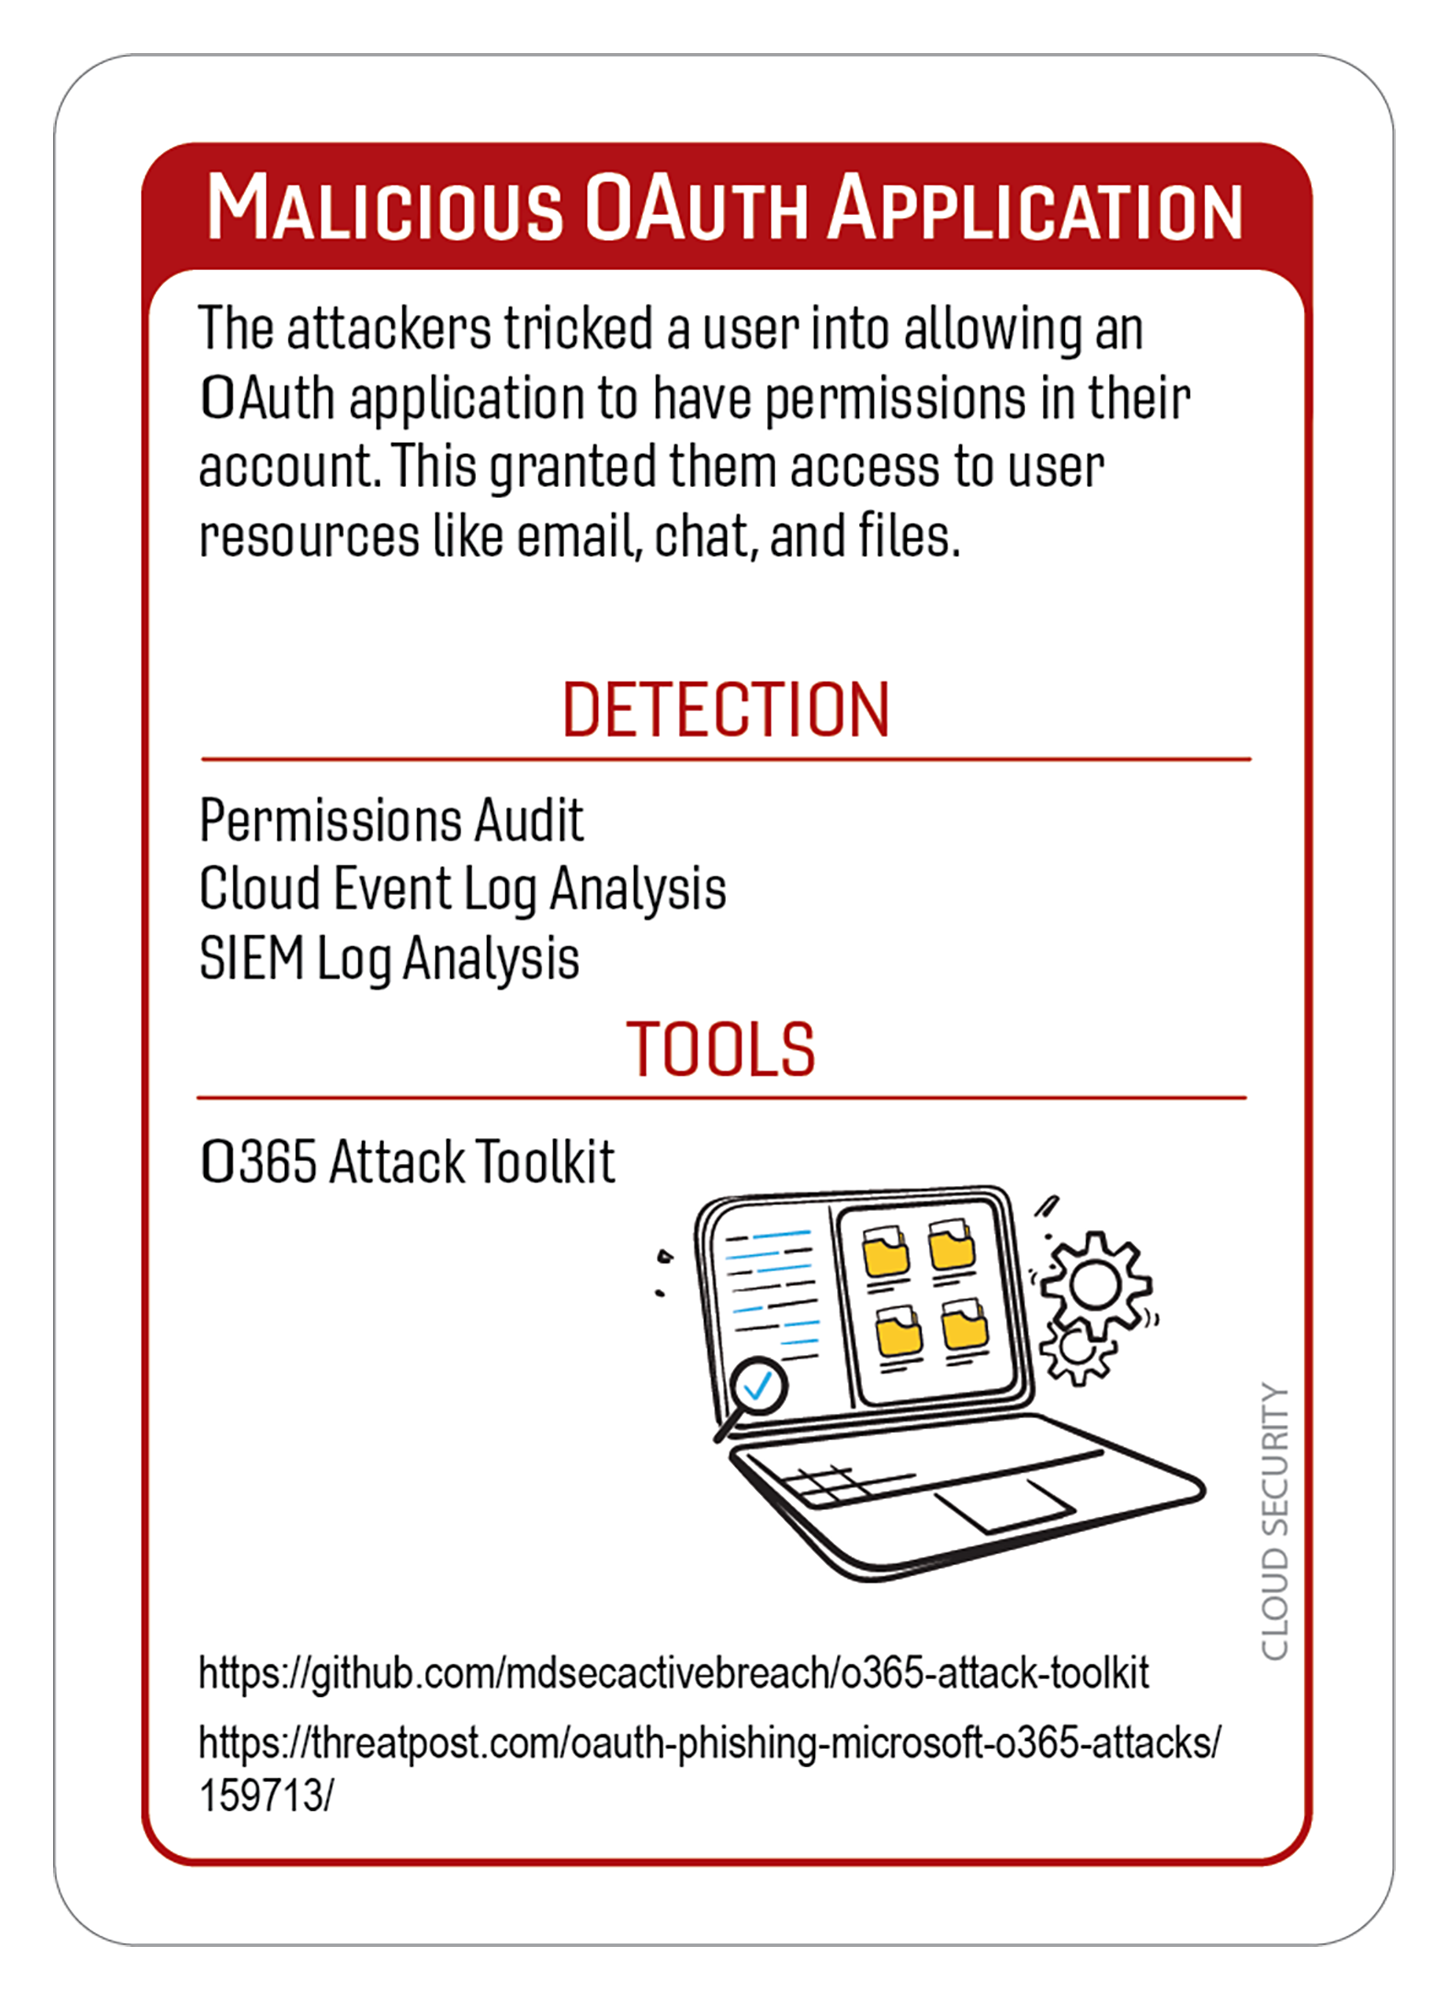 Malicious OAuth Application
The attackers tricked a user into allowing an
OAuth application to have permissions in their
account. This granted them access to user
resources like email, chat, and files.
DETECTION
Permissions Audit
Cloud Event Log Analysis
SIEM Log Analysis
TOOLS
O365 Attack Toolkit
CLOUD SECURITY
https://github.com/mdsecactivebreach/o365-attack-toolkit
https://threatpost.com/oauth-phishing-microsoft-o365-attacks/
159713/